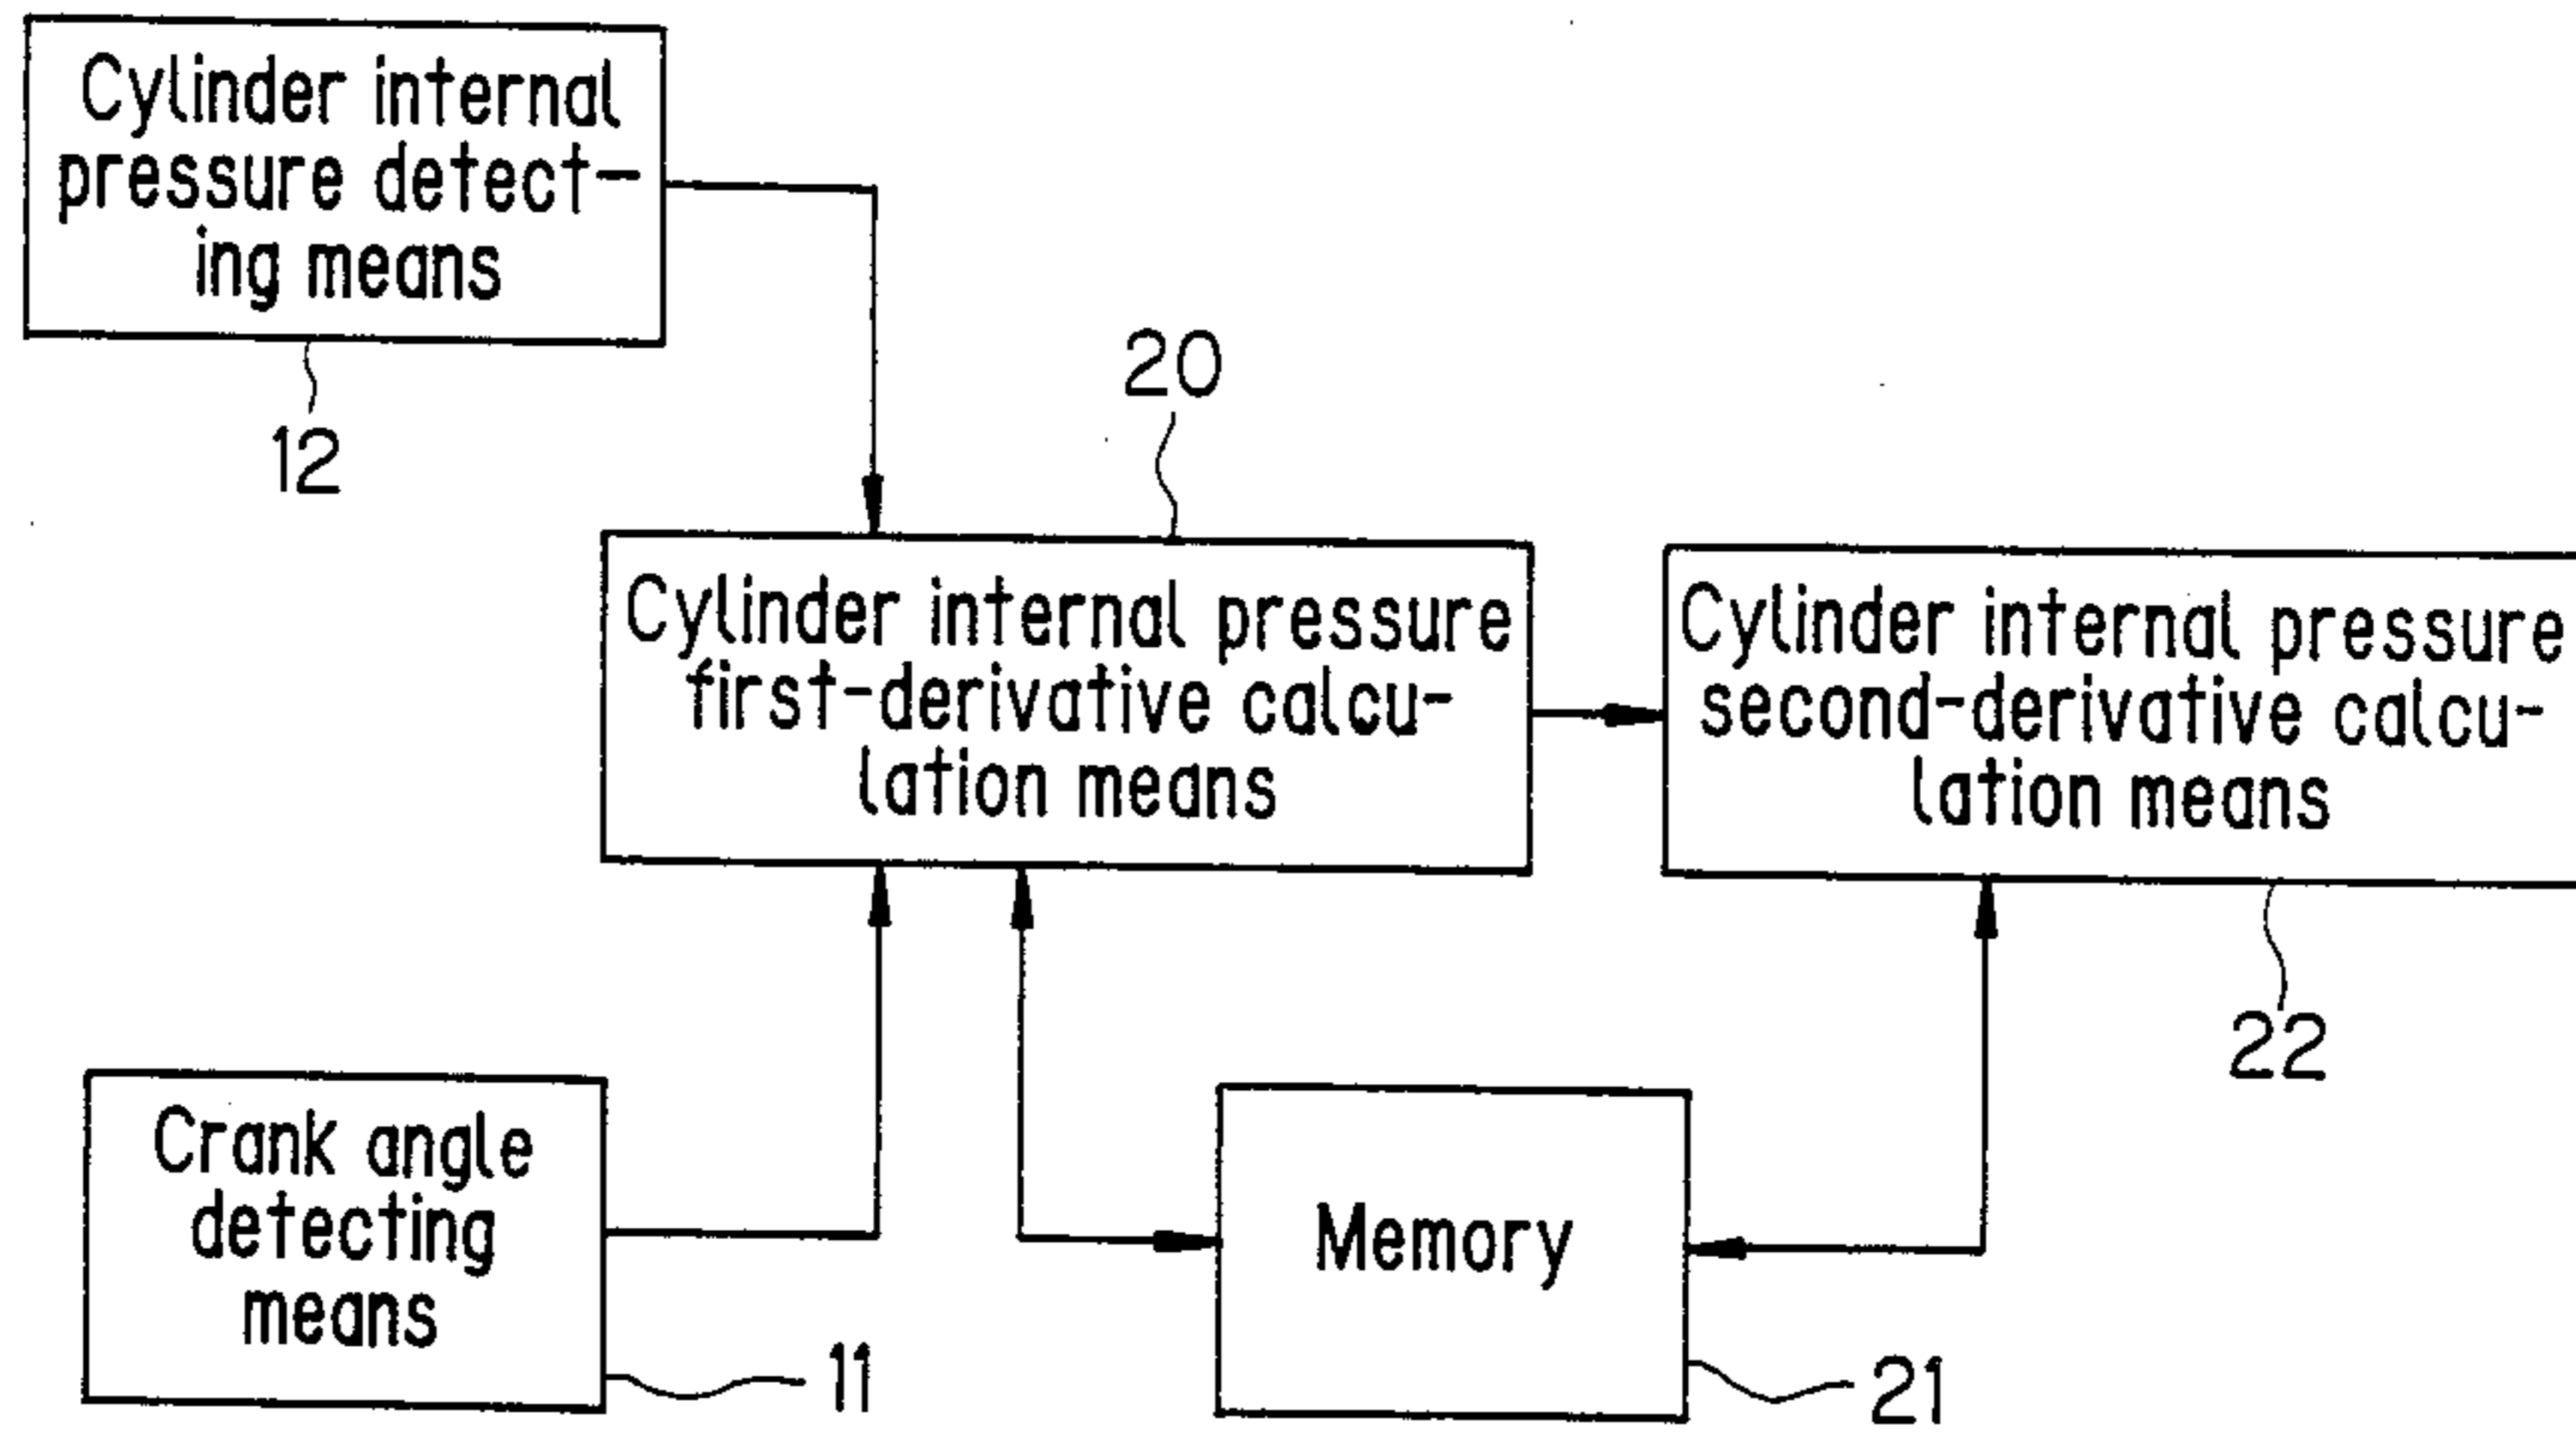 Cylinder internal
pressure detect-
ing means
12
20
Cylinder internal pressure
first-derivative calcu-
lation means
Cylinder internal pressure
second-derivative calcu-
lation means
22
Crank angle
detecting
means
11
Memory
21